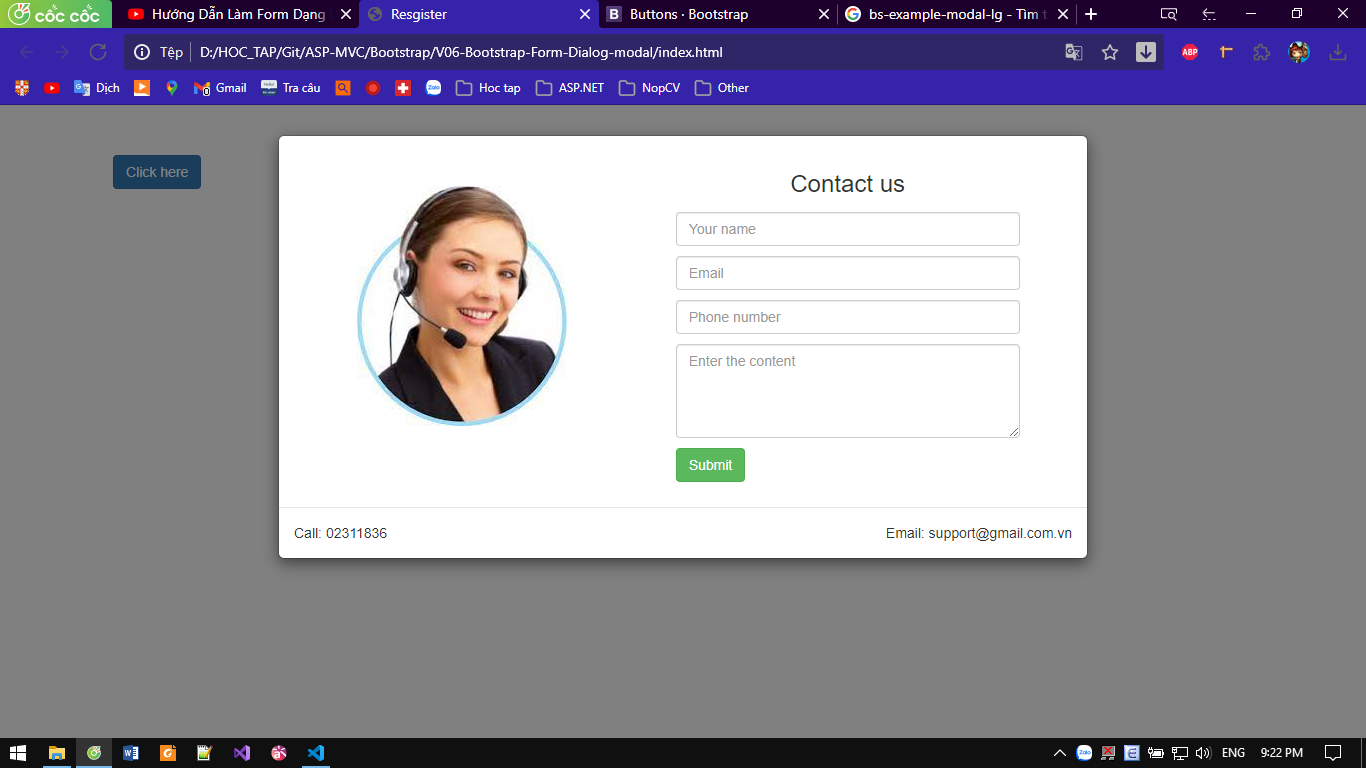 cốc cốc
Hướng Dẫn Làm Form Dạng
Resgister
Buttons · Bootstrap
bs-example-modal-lg - Tìm t
Tệp
D:/HOC_TAP/Git/ASP-MVC/Bootstrap/V06-Bootstrap-Form-Dialog-modal/index.html
ABP
Dịch
Gmail
Tra câu
Zalo
Hoc tap
ASP.NET
NopCV
Other
Click here
Contact us
Your name
Email
Phone number
Enter the content
Submit
Call: 02311836
Email: support@gmail.com.vn
Zalo
ENG
9:22 PM